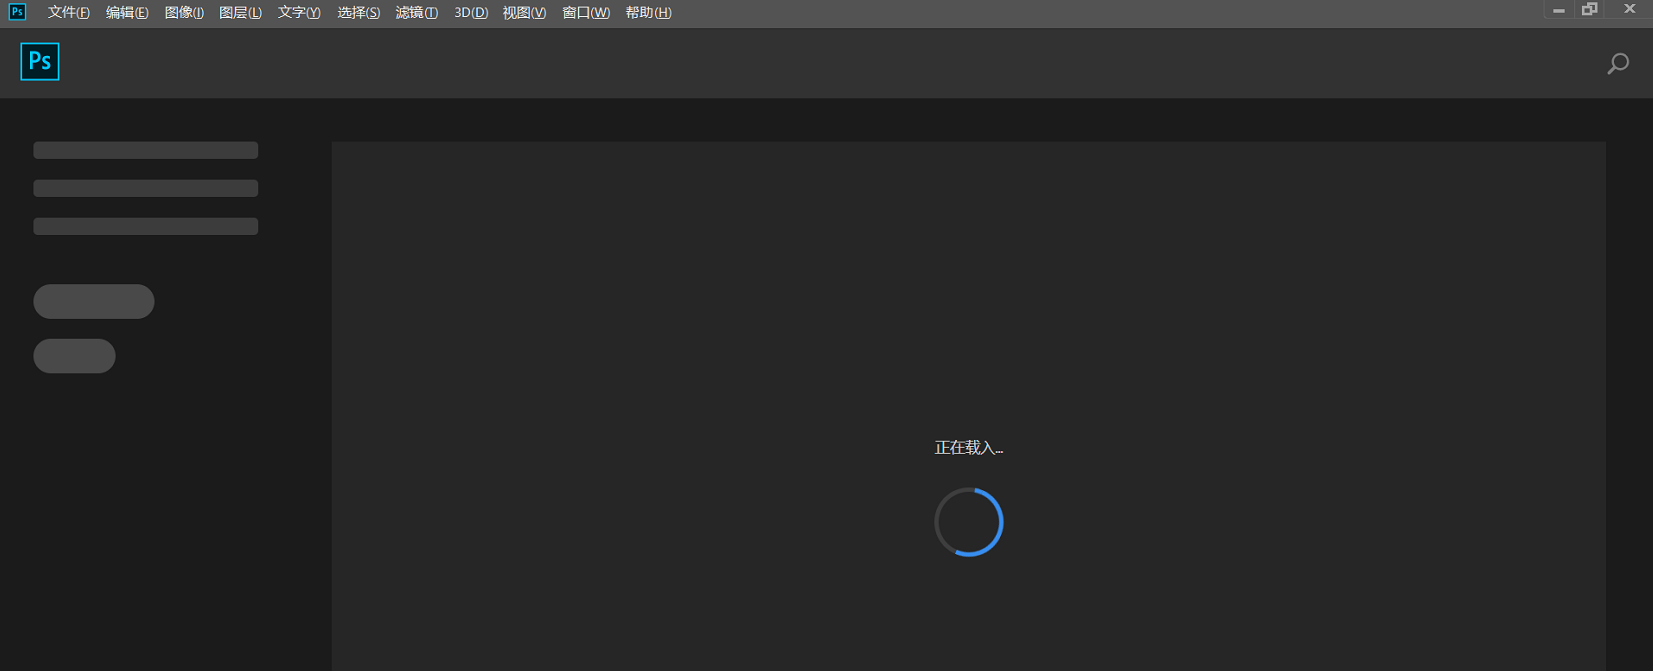 Ps 文件(F) 编辑(E) 图像(I) 图层(L) 文字(Y) 选择(S) 滤镜(T) 3D(D) 视图(V) 窗口(W) 帮助(H)
Ps
正在载入...